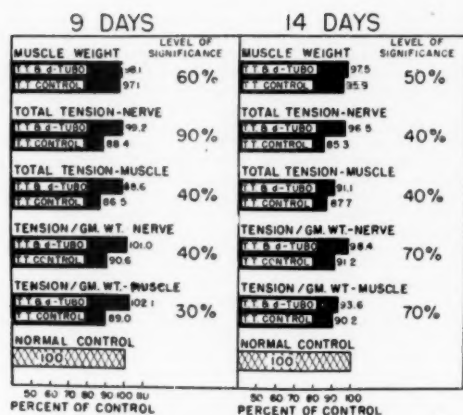 9 DAYS
MUSCLE WEIGHT
LEVEL OF SIGNIFICANCE
T T & d-TUBO 98.1
T T CONTROL 97.1
60%
TOTAL TENSION-NERVE
T T & d-TUBO 99.2
T T CONTROL 88.4
90%
TOTAL TENSION-MUSCLE
T T & d-TUBO 88.6
T T CONTROL 86.5
40%
TENSION/GM. WT. NERVE
T T & d-TUBO 101.0
T T CONTROL 90.6
40%
TENSION/GM. WT.-MUSCLE
T T & d-TUBO 102.1
T T CONTROL 89.0
30%
NORMAL CONTROL
100
50 60 70 80 90 100
PERCENT OF CONTROL
14 DAYS
MUSCLE WEIGHT
LEVEL OF SIGNIFICANCE
T T & d-TUBO 97.5
T T CONTROL 95.9
50%
TOTAL TENSION-NERVE
T T & d-TUBO 96.5
T T CONTROL 85.3
40%
TOTAL TENSION-MUSCLE
T T & d-TUBO 91.1
T T CONTROL 87.7
40%
TENSION/GM. WT.-NERVE
T T & d-TUBO 98.4
T T CONTROL 91.2
70%
TENSION/GM. WT-MUSCLE
T T & d-TUBO 93.6
T T CONTROL 90.2
70%
NORMAL CONTROL
100
50 60 70 80 90 100
PERCENT OF CONTROL